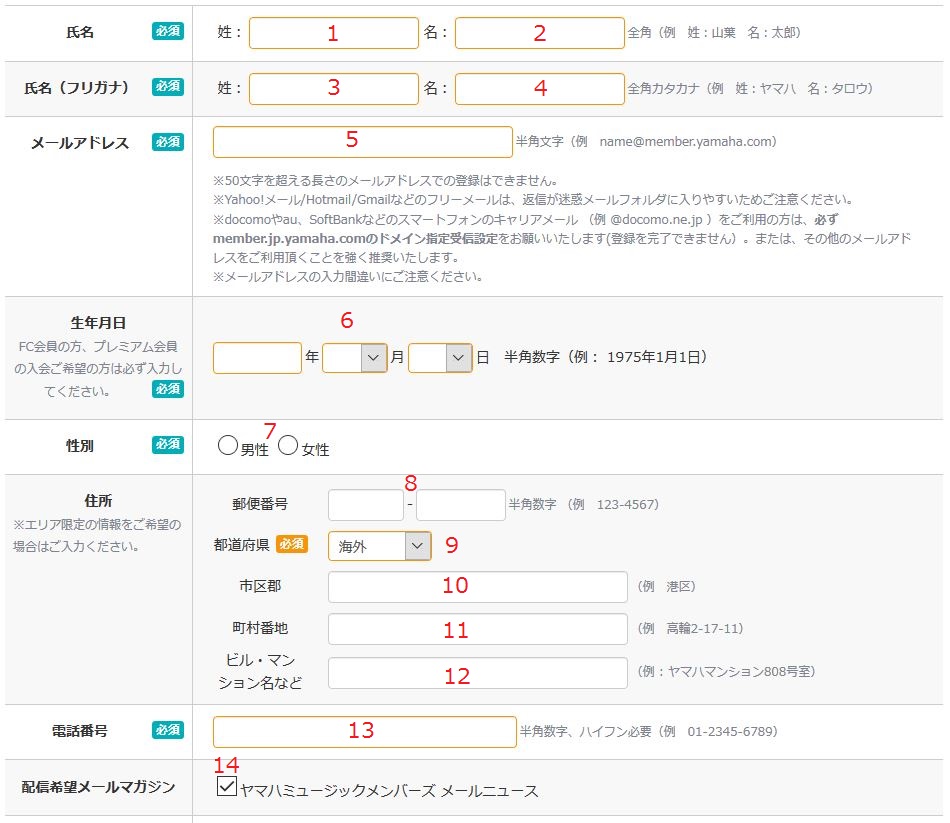 氏名 必須 姓： 1 名： 2 全角（例　姓：山葉　名：太郎）
氏名（フリガナ） 必須 姓： 3 名： 4 全角カタカナ（例　姓：ヤマハ　名：タロウ）
メールアドレス 必須 5 半角文字（例　name@member.yamaha.com）
※50文字を超える長さのメールアドレスでの登録はできません。
※Yahoo!メール/Hotmail/Gmailなどのフリーメールは、返信が迷惑メールフォルダに入りやすいためご注意ください。
※docomoやau、SoftBankなどのスマートフォンのキャリアメール （例 @docomo.ne.jp ）をご利用の方は、必ず
member.jp.yamaha.comのドメイン指定受信設定をお願いいたします(登録を完了できません）。または、その他のメールアド
レスをご利用頂くことを強く推奨いたします。
※メールアドレスの入力間違いにご注意ください。
生年月日
FC会員の方、プレミアム会員
の入会ご希望の方は必ず入力し
てください。 必須
6
年 月 日 半角数字（例： 1975年1月1日）
性別 必須 男性 7 女性
住所
※エリア限定の情報をご希望の
場合はご入力ください。
8
郵便番号 - 半角数字 （例　123-4567）
都道府県 必須 海外 9
市区郡 10 （例　港区）
町村番地 11 （例　高輪2-17-11）
ビル・マン
ション名など 12 （例：ヤマハマンション808号室）
電話番号 必須 13 半角数字、ハイフン必要（例　01-2345-6789）
14
配信希望メールマガジン ヤマハミュージックメンバーズ メールニュース